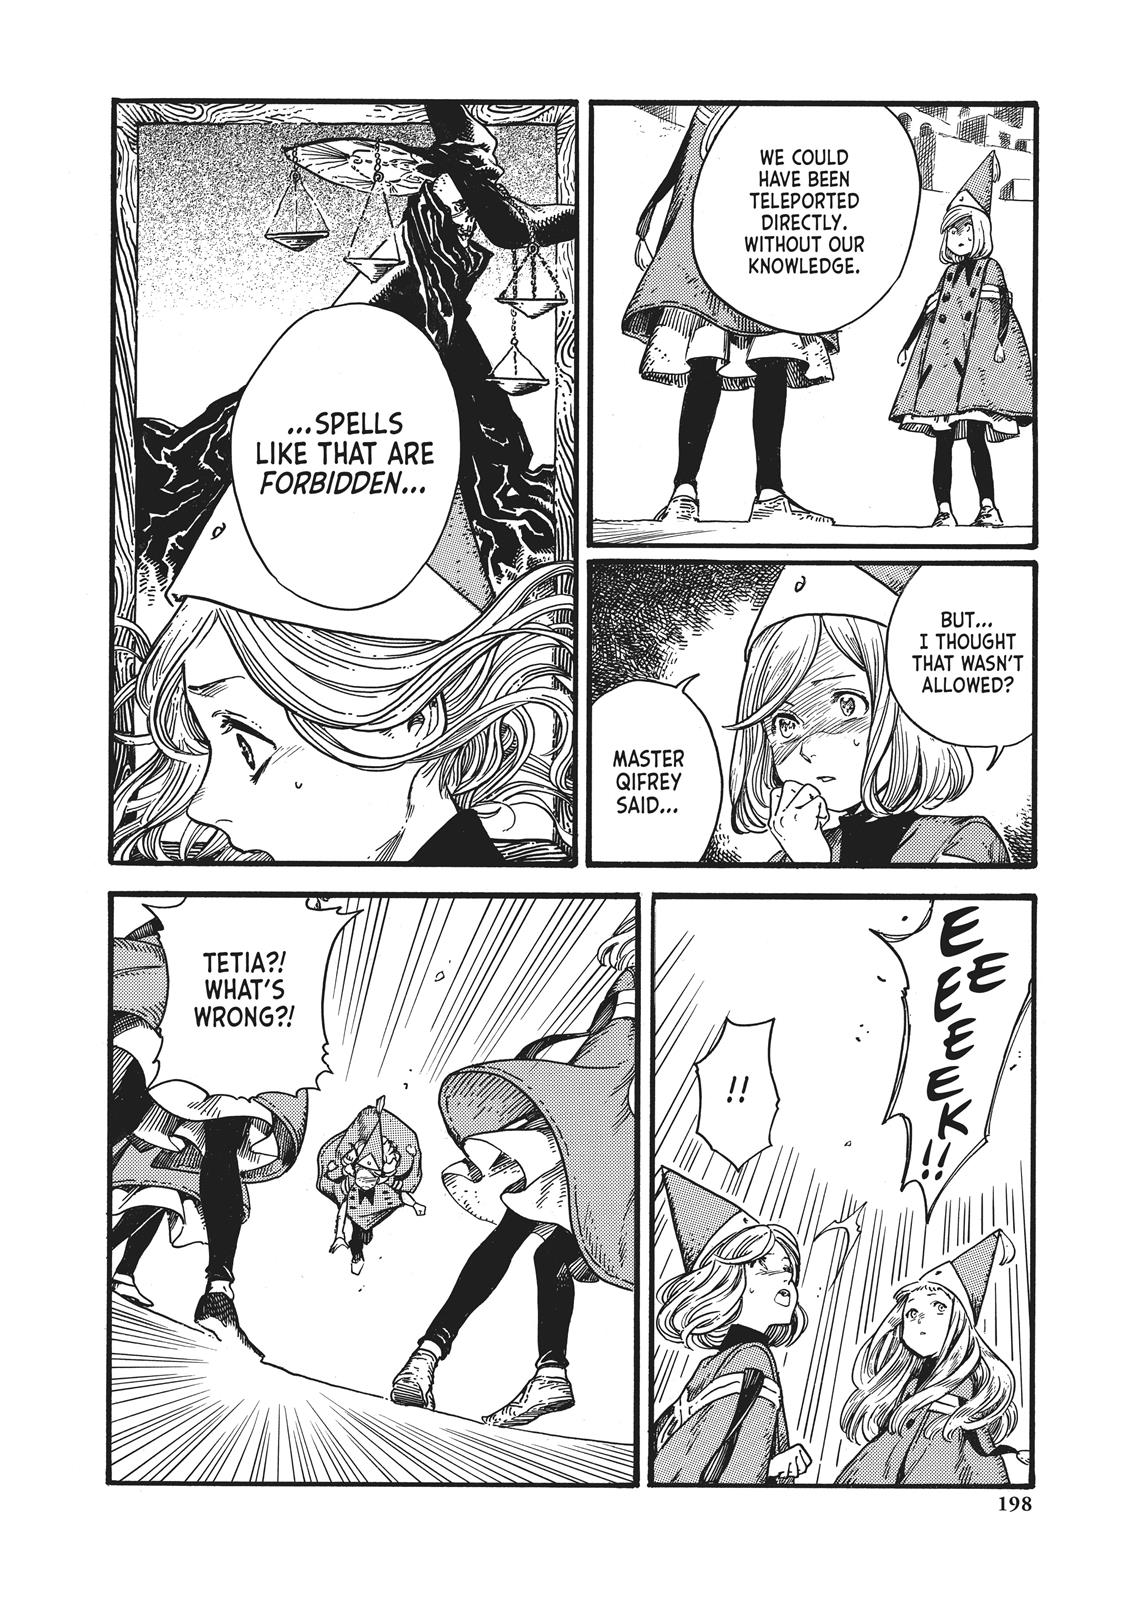 WE COULD
HAVE BEEN
TELEPORTED
DIRECTLY.
WITHOUT OUR
KNOWLEDGE.
BUT...
I THOUGHT
THAT WASN'T
ALLOWED?
MASTER
QIFREY
SAID...
...SPELLS
LIKE THAT ARE
FORBIDDEN...
EEEEEEK!!
!!
TETIA?!
WHAT'S
WRONG?!
198